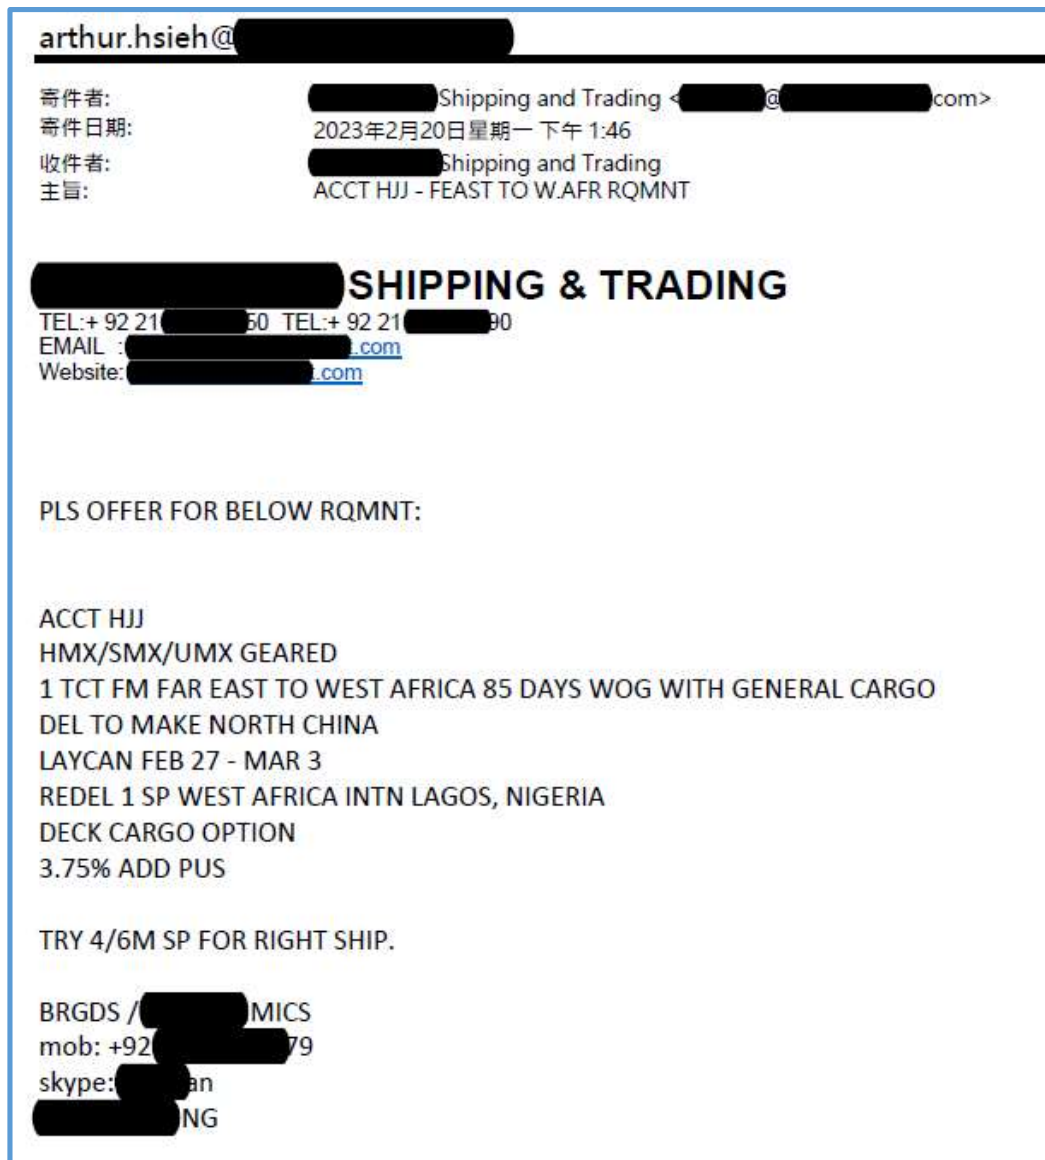 arthur.hsieh@
寄件者: Shipping and Trading < @ com>
寄件日期: 2023年2月20日星期一 下午 1:46
收件者: Shipping and Trading
主旨: ACCT HJJ - FEAST TO W.AFR RQMNT
SHIPPING & TRADING
TEL:+ 92 21 50 TEL:+ 92 21 90
EMAIL : .com
Website: .com
PLS OFFER FOR BELOW RQMNT:
ACCT HJJ
HMX/SMX/UMX GEARED
1 TCT FM FAR EAST TO WEST AFRICA 85 DAYS WOG WITH GENERAL CARGO
DEL TO MAKE NORTH CHINA
LAYCAN FEB 27 - MAR 3
REDEL 1 SP WEST AFRICA INTN LAGOS, NIGERIA
DECK CARGO OPTION
3.75% ADD PUS
TRY 4/6M SP FOR RIGHT SHIP.
BRGDS / MICS
mob: +92 79
skype: an
NG